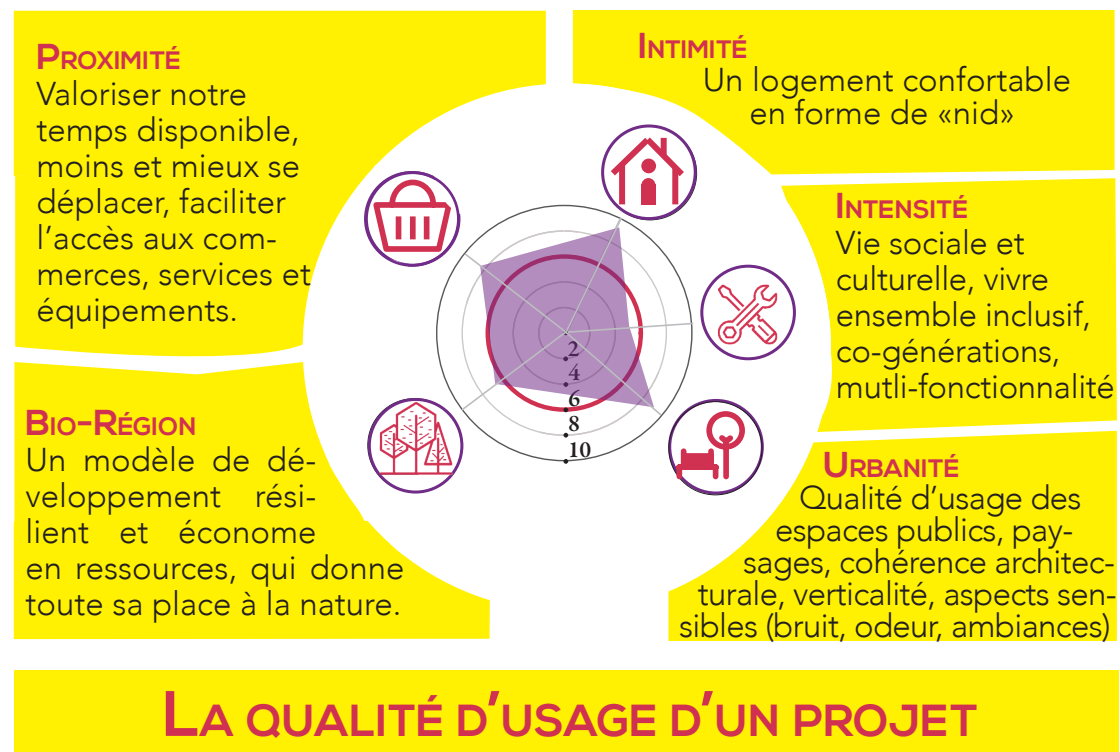 PROXIMITÉ
Valoriser notre
temps disponible,
moins et mieux se
déplacer, faciliter
l'accès aux com-
merces, services et
équipements.
INTIMITÉ
Un logement confortable
en forme de «nid»
INTENSITÉ
Vie sociale et
culturelle, vivre
ensemble inclusif,
co-générations,
mutli-fonctionnalité
2
4
6
8
10
BIO-RÉGION
Un modèle de dé-
veloppement rési-
lient et économe
en ressources, qui donne
toute sa place à la nature.
URBANITÉ
Qualité d'usage des
espaces publics, pay-
sages, cohérence architec-
turale, verticalité, aspects sen-
sibles (bruit, odeur, ambiances)
LA QUALITÉ D'USAGE D'UN PROJET